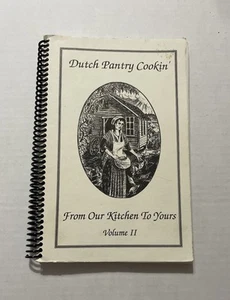 Dutch Pantry Cookin'
From Our Kitchen To Yours
Volume II